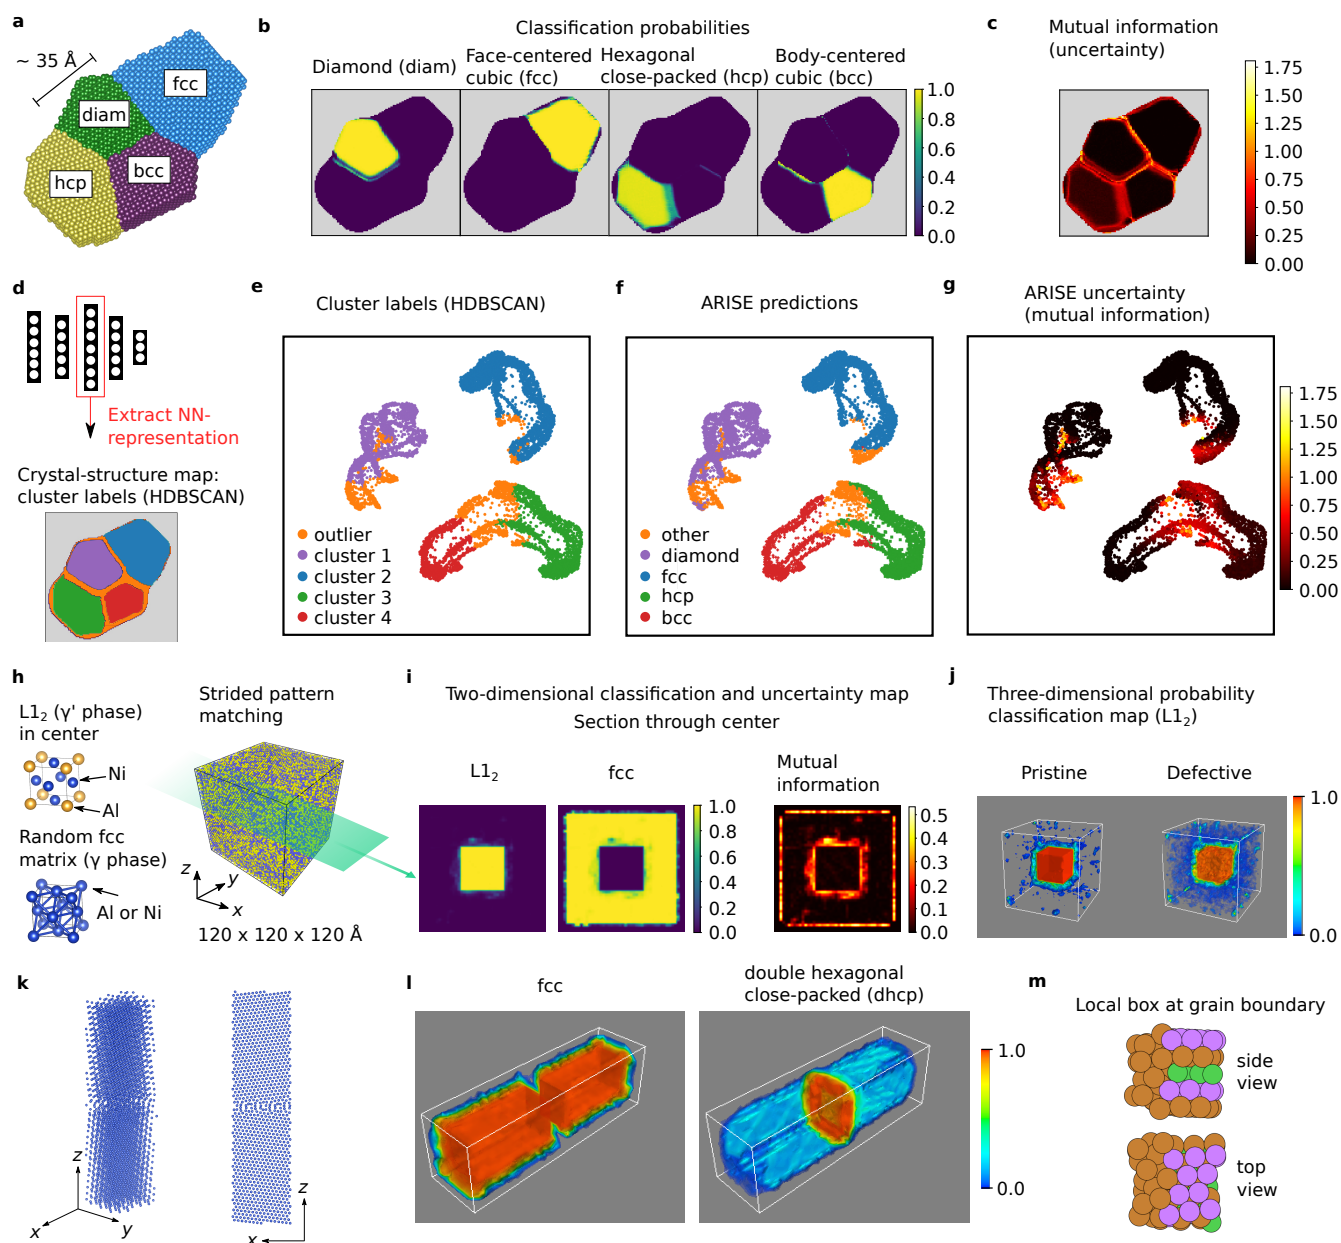 a
~ 35 Å
fcc
diam
bcc
hcp
b
Classification probabilities
Diamond (diam)
Face-centered
cubic (fcc)
Hexagonal
close-packed (hcp)
Body-centered
cubic (bcc)
1.0
0.8
0.6
0.4
0.2
0.0
c
Mutual information
(uncertainty)
1.75
1.50
1.25
1.00
0.75
0.50
0.25
0.00
d
Extract NN-
representation
Crystal-structure map:
cluster labels (HDBSCAN)
e
Cluster labels (HDBSCAN)
outlier
cluster 1
cluster 2
cluster 3
cluster 4
f
ARISE predictions
other
diamond
fcc
hcp
bcc
g
ARISE uncertainty
(mutual information)
1.75
1.50
1.25
1.00
0.75
0.50
0.25
0.00
h
L1₂ (γ' phase)
in center
Ni
Al
Random fcc
matrix (γ phase)
Al or Ni
Strided pattern
matching
z
y
x
120 x 120 x 120 Å
i
Two-dimensional classification and uncertainty map
Section through center
L1₂
fcc
1.0
0.8
0.6
0.4
0.2
0.0
Mutual
information
0.5
0.4
0.3
0.2
0.1
0.0
j
Three-dimensional probability
classification map (L1₂)
Pristine
Defective
1.0
0.0
k
z
x
y
z
x
l
fcc
double hexagonal
close-packed (dhcp)
1.0
0.0
m
Local box at grain boundary
side
view
top
view